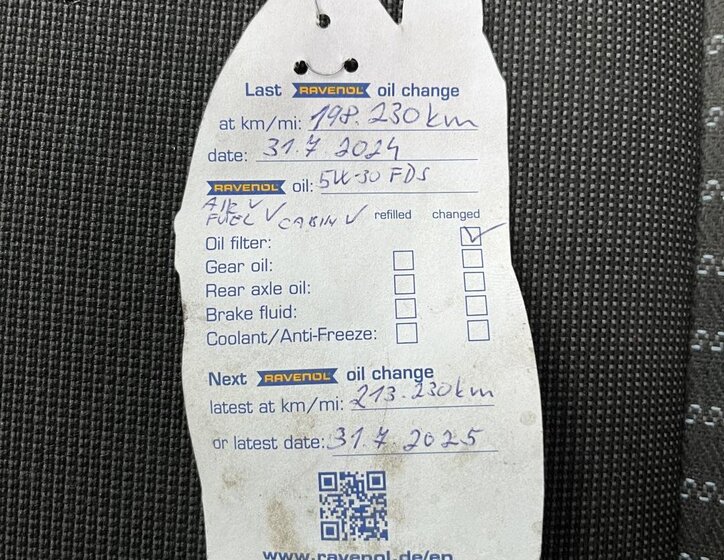 Last RAVENOL oil change
at km/mi: 198.230km
date: 31.7.2024
RAVENOL oil: 5W-30 FDS
AIR ✓
FUEL ✓ CABIN ✓ refilled changed
Oil filter:
Gear oil:
Rear axle oil:
Brake fluid:
Coolant/Anti-Freeze:
Next RAVENOL oil change
latest at km/mi: 213.230km
or latest date: 31.7.2025
www.ravenol.de/en